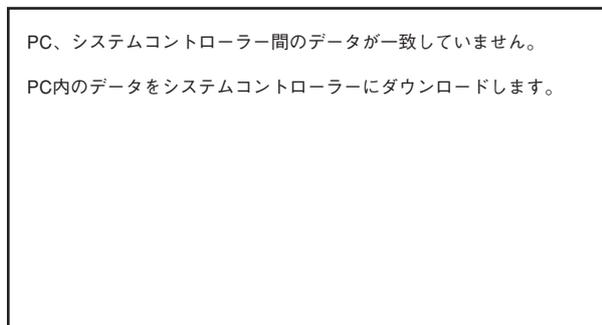 PC、システムコントローラー間のデータが一致していません。
PC内のデータをシステムコントローラーにダウンロードします。